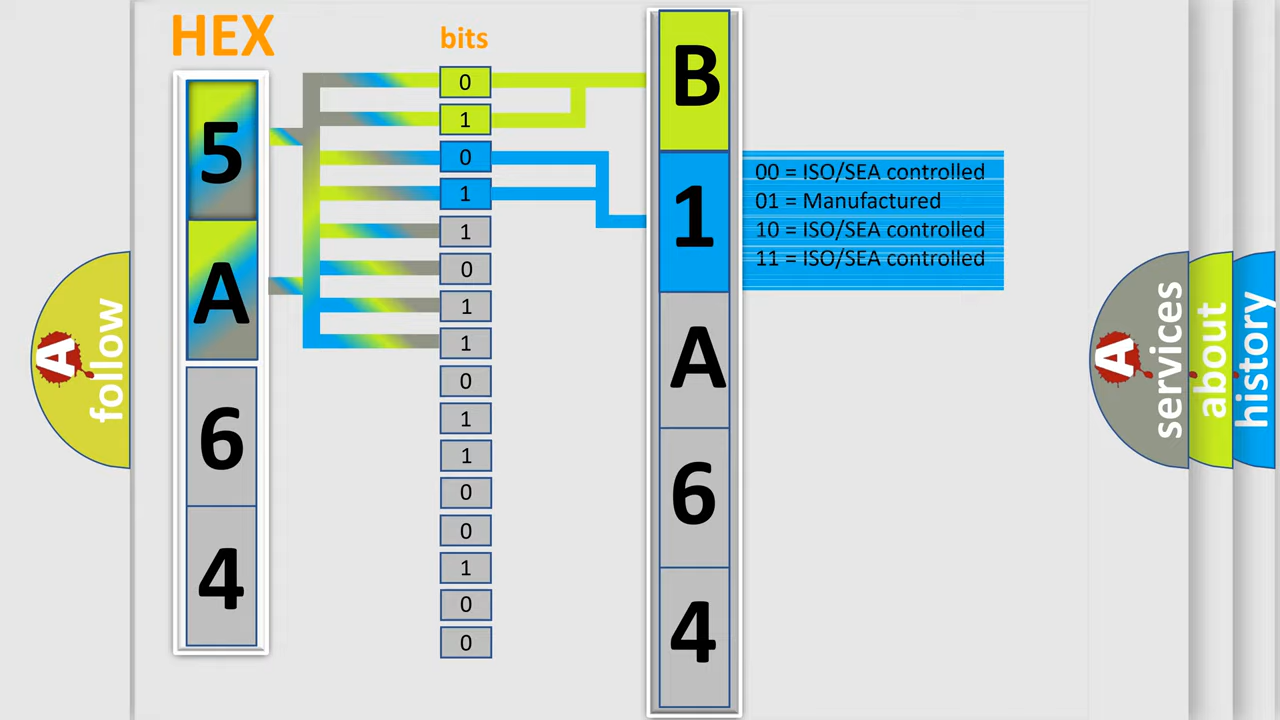 HEX
bits
5
A
6
4
0
1
0
1
1
0
1
1
0
1
1
0
0
1
0
0
B
1
A
6
4
00 = ISO/SEA controlled
01 = Manufactured
10 = ISO/SEA controlled
11 = ISO/SEA controlled
A
follow
A
services
about
history